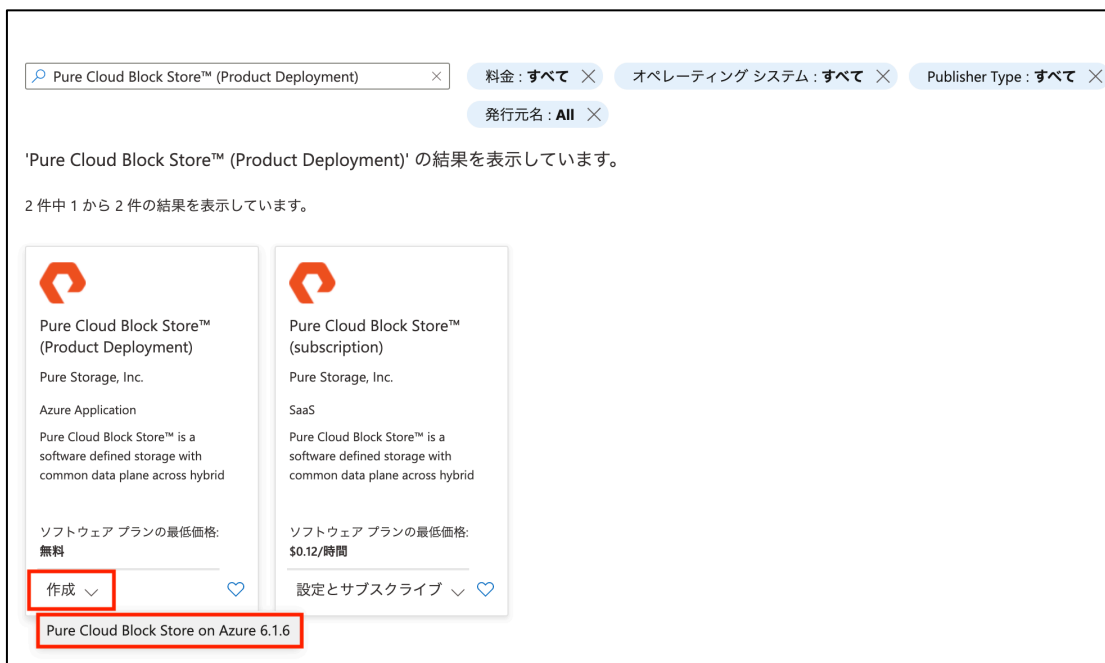 Pure Cloud Block Store™ (Product Deployment)
料金 : すべて
オペレーティング システム : すべて
Publisher Type : すべて
発行元名 : All
'Pure Cloud Block Store™ (Product Deployment)' の結果を表示しています。
2 件中 1 から 2 件の結果を表示しています。
Pure Cloud Block Store™
(Product Deployment)
Pure Storage, Inc.
Azure Application
Pure Cloud Block Store™ is a
software defined storage with
common data plane across hybrid
ソフトウェア プランの最低価格:
無料
作成
Pure Cloud Block Store on Azure 6.1.6
Pure Cloud Block Store™
(subscription)
Pure Storage, Inc.
SaaS
Pure Cloud Block Store™ is a
software defined storage with
common data plane across hybrid
ソフトウェア プランの最低価格:
$0.12/時間
設定とサブスクライブ